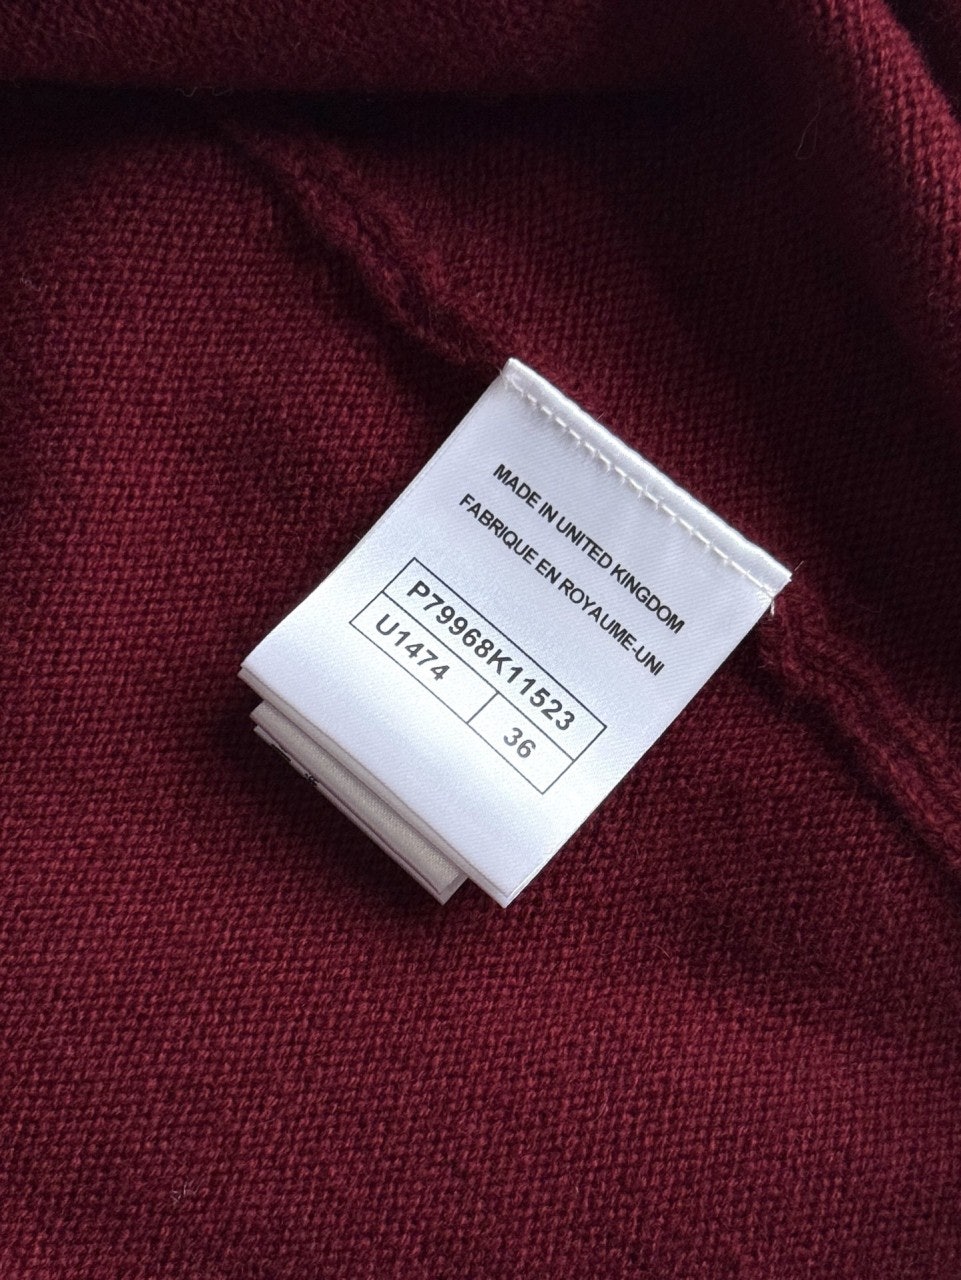 MADE IN UNITED KINGDOM
FABRIQUE EN ROYAUME-UNI
P79968K11523
U1474 36